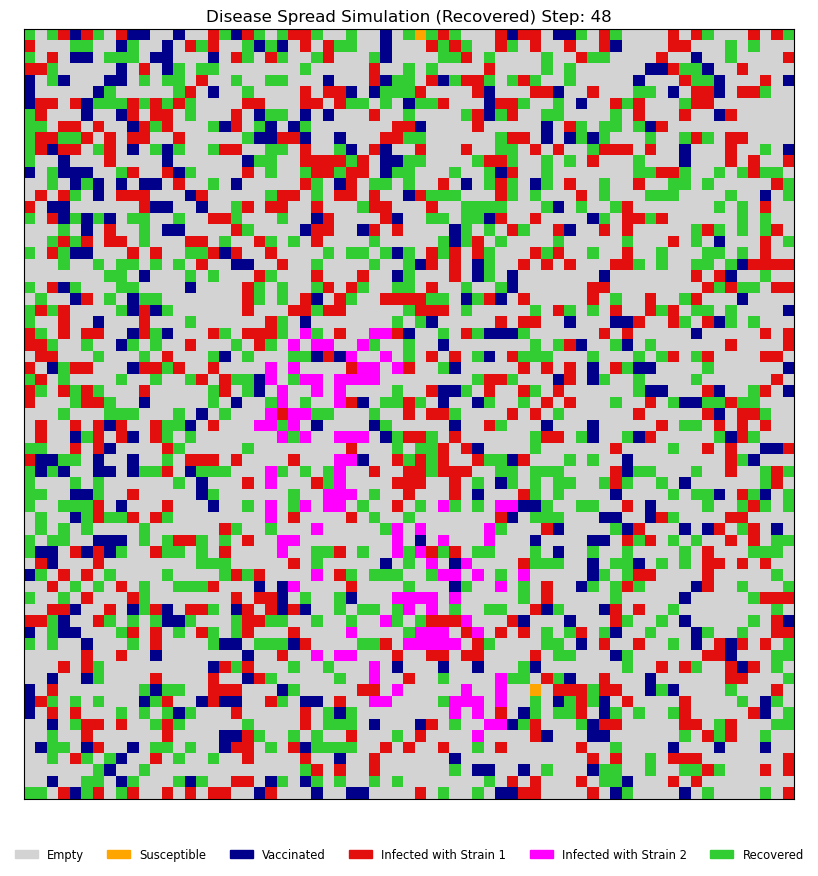 Disease Spread Simulation (Recovered) Step: 48
Empty Susceptible Vaccinated Infected with Strain 1 Infected with Strain 2 Recovered